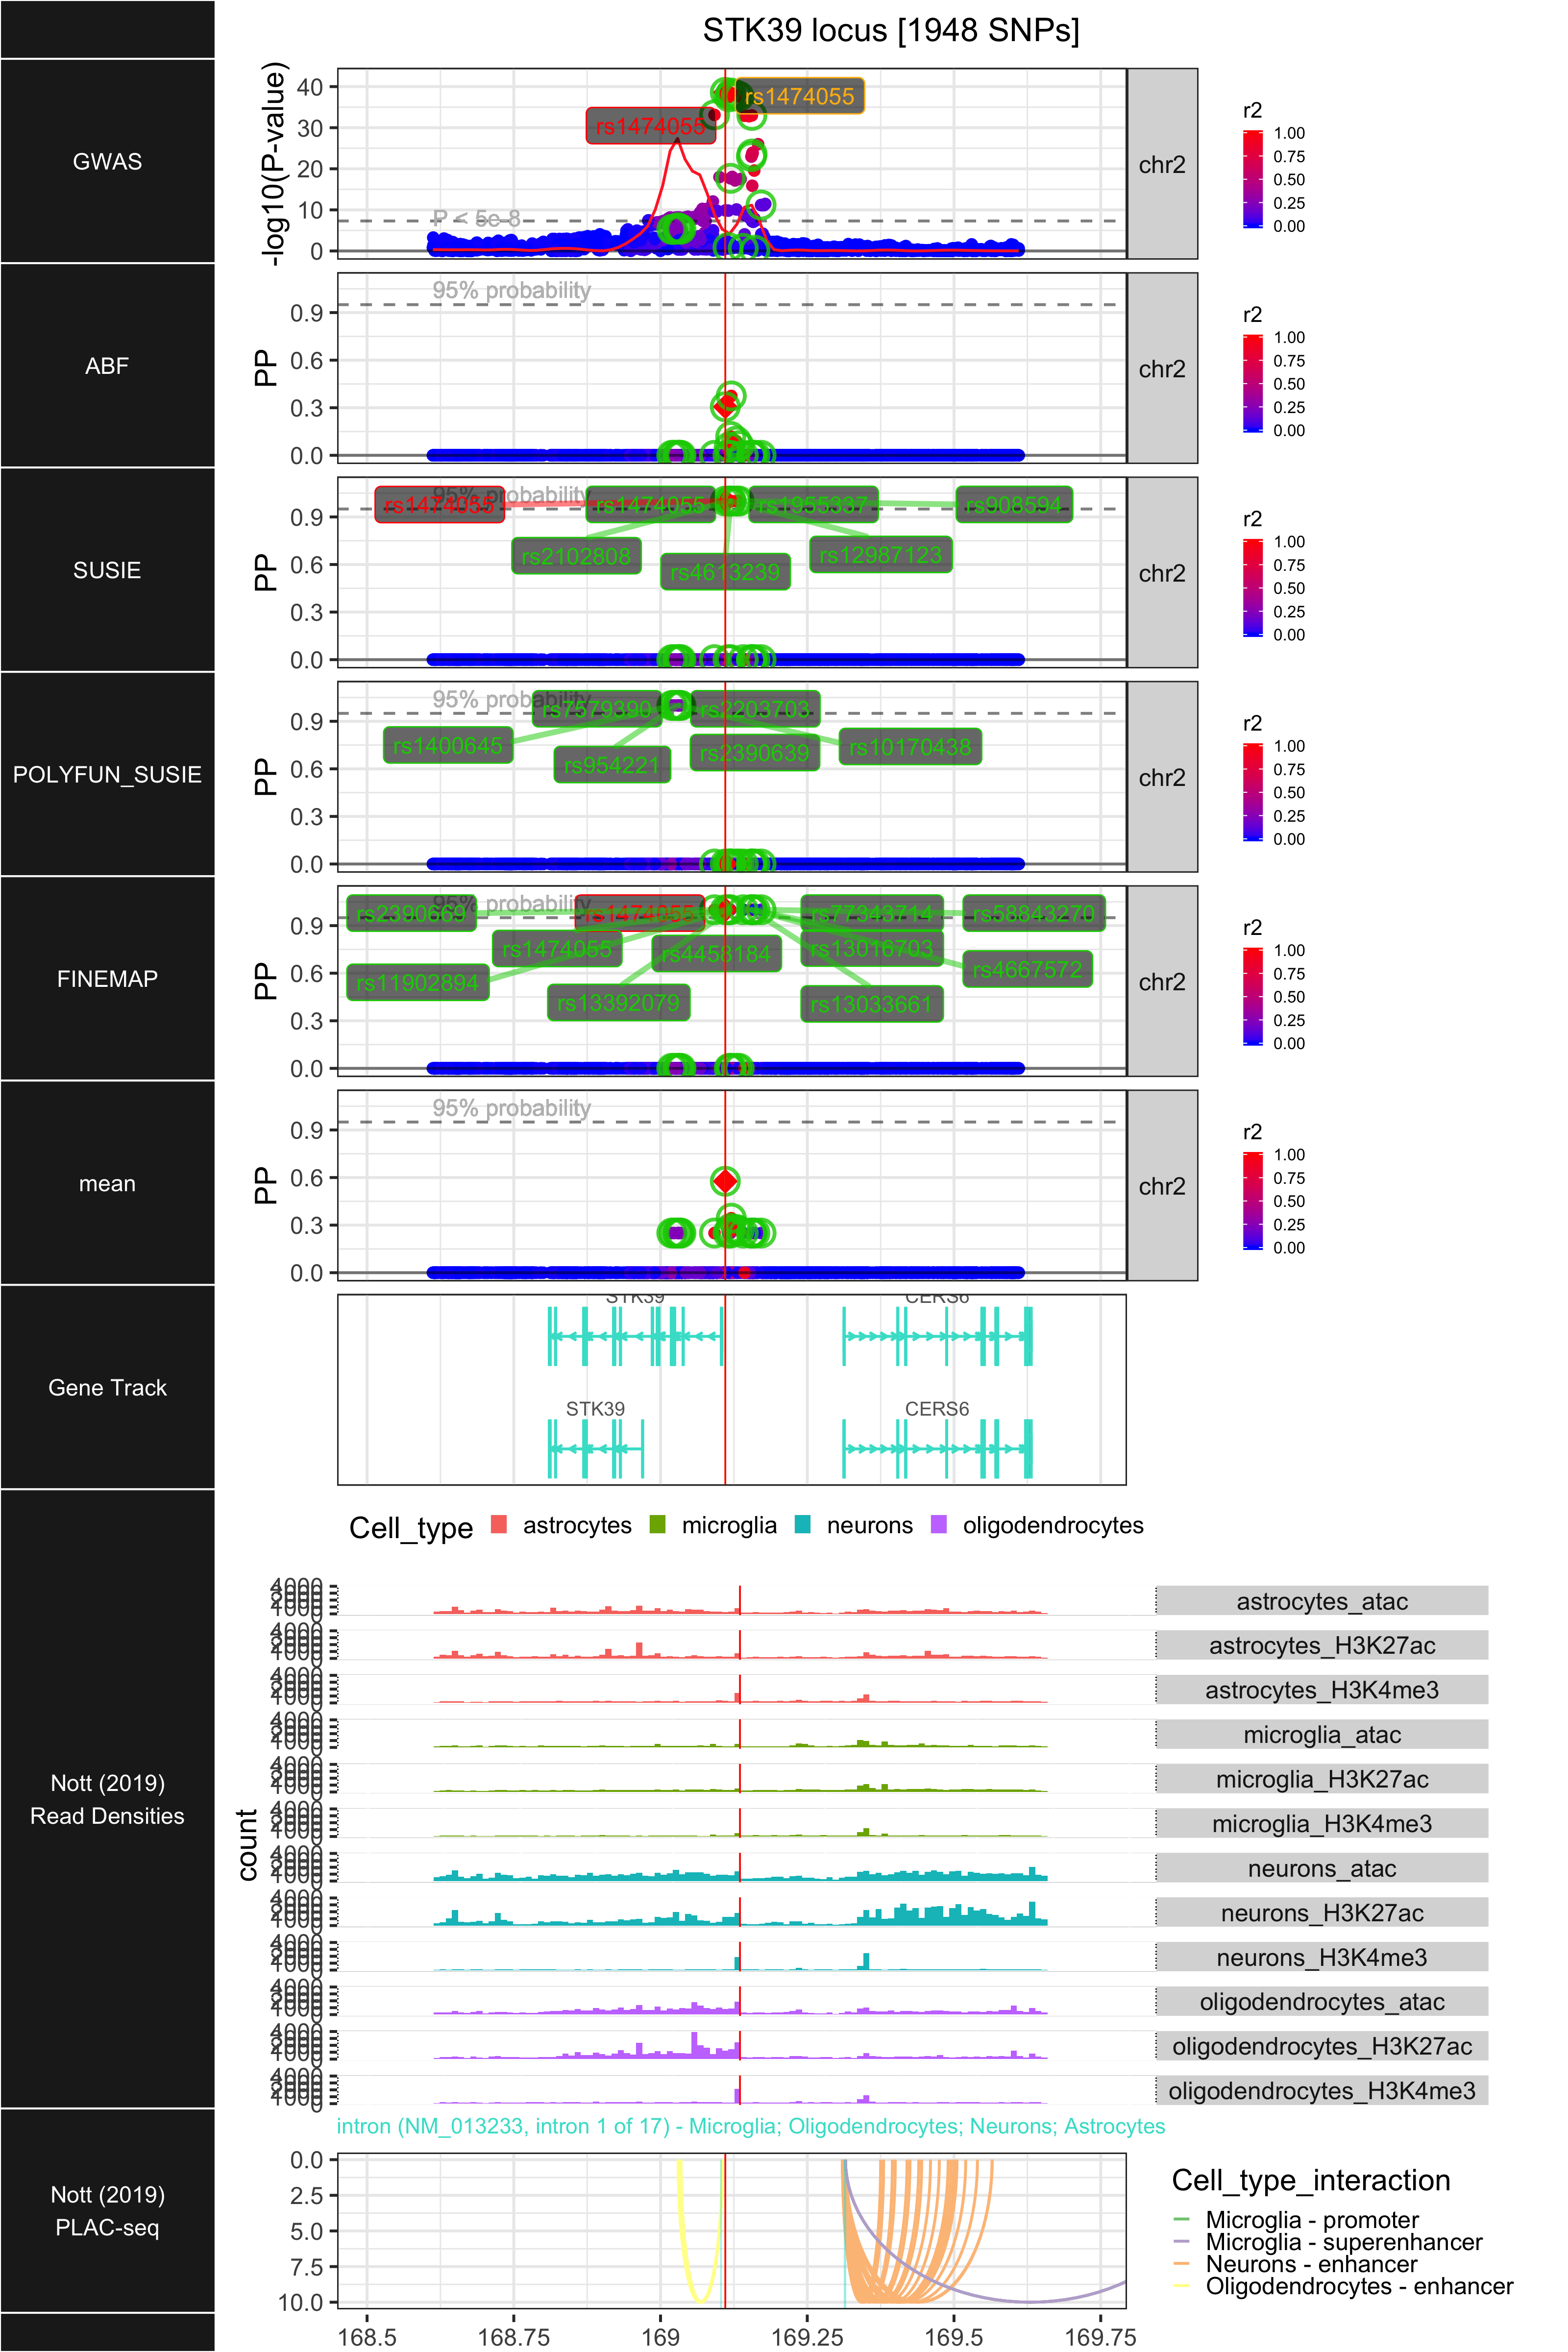 STK39 locus [1948 SNPs]
GWAS
-log10(P-value)
40
30
20
10
0
P < 5e-8
rs1474055
rs1474055
chr2
r2
1.00
0.75
0.50
0.25
0.00
ABF
PP
0.9
0.6
0.3
0.0
95% probability
chr2
r2
1.00
0.75
0.50
0.25
0.00
SUSIE
PP
0.9
0.6
0.3
0.0
95% probability
rs1474055
rs1474055
rs1955337
rs908594
rs2102808
rs4613239
rs12987123
chr2
r2
1.00
0.75
0.50
0.25
0.00
POLYFUN_SUSIE
PP
0.9
0.6
0.3
0.0
95% probability
rs7579390
rs2203703
rs1400645
rs954221
rs2390639
rs10170438
chr2
r2
1.00
0.75
0.50
0.25
0.00
FINEMAP
PP
0.9
0.6
0.3
0.0
95% probability
rs2390669
rs1474055
rs77343714
rs58843270
rs1474055
rs4458184
rs13016703
rs4667572
rs11902894
rs13392079
rs13033661
chr2
r2
1.00
0.75
0.50
0.25
0.00
mean
PP
0.9
0.6
0.3
0.0
95% probability
chr2
r2
1.00
0.75
0.50
0.25
0.00
Gene Track
STK39
CERS6
STK39
CERS6
Cell_type
astrocytes
microglia
neurons
oligodendrocytes
Nott (2019)
Read Densities
count
astrocytes_atac
astrocytes_H3K27ac
astrocytes_H3K4me3
microglia_atac
microglia_H3K27ac
microglia_H3K4me3
neurons_atac
neurons_H3K27ac
neurons_H3K4me3
oligodendrocytes_atac
oligodendrocytes_H3K27ac
oligodendrocytes_H3K4me3
intron (NM_013233, intron 1 of 17) - Microglia; Oligodendrocytes; Neurons; Astrocytes
Nott (2019)
PLAC-seq
0.0
2.5
5.0
7.5
10.0
Cell_type_interaction
Microglia - promoter
Microglia - superenhancer
Neurons - enhancer
Oligodendrocytes - enhancer
168.5
168.75
169
169.25
169.5
169.75